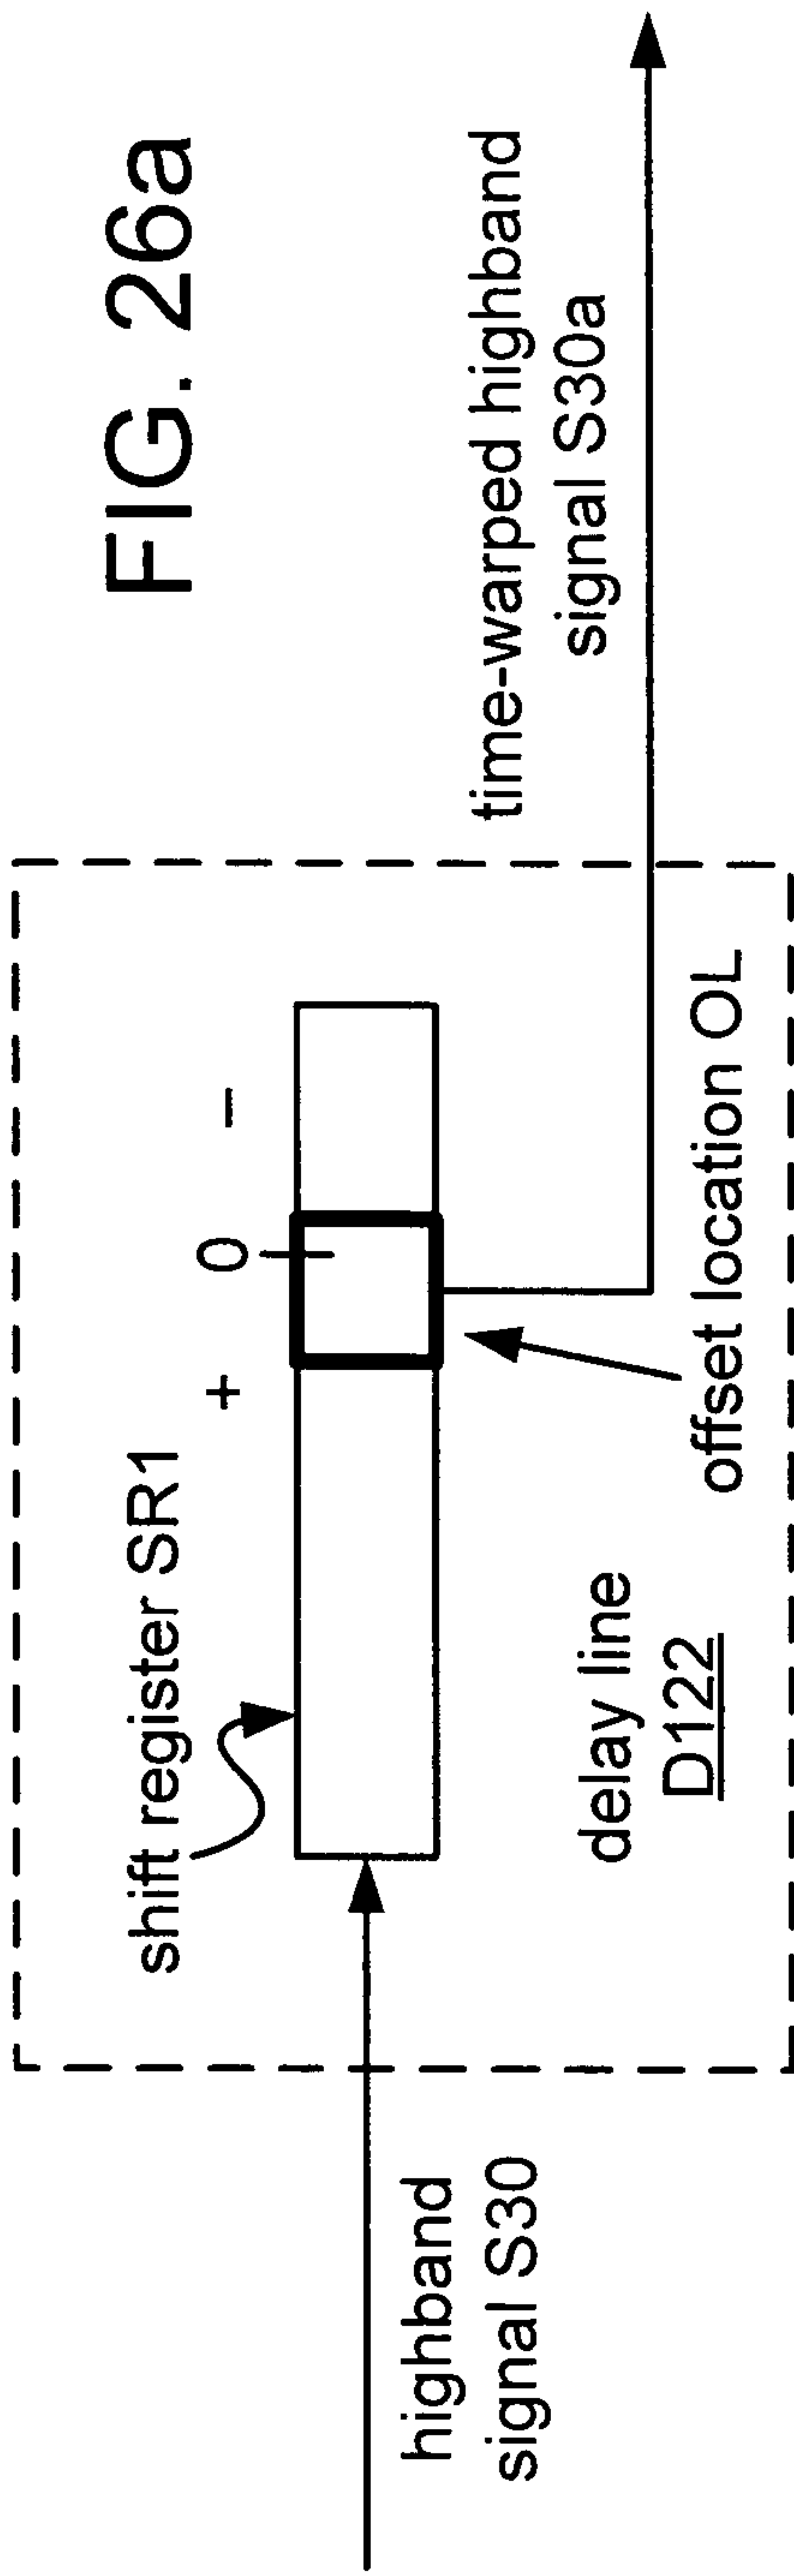 FIG. 26a
highband
signal S30
shift register SR1
+
0
–
delay line
D122
offset location OL
time-warped highband
signal S30a